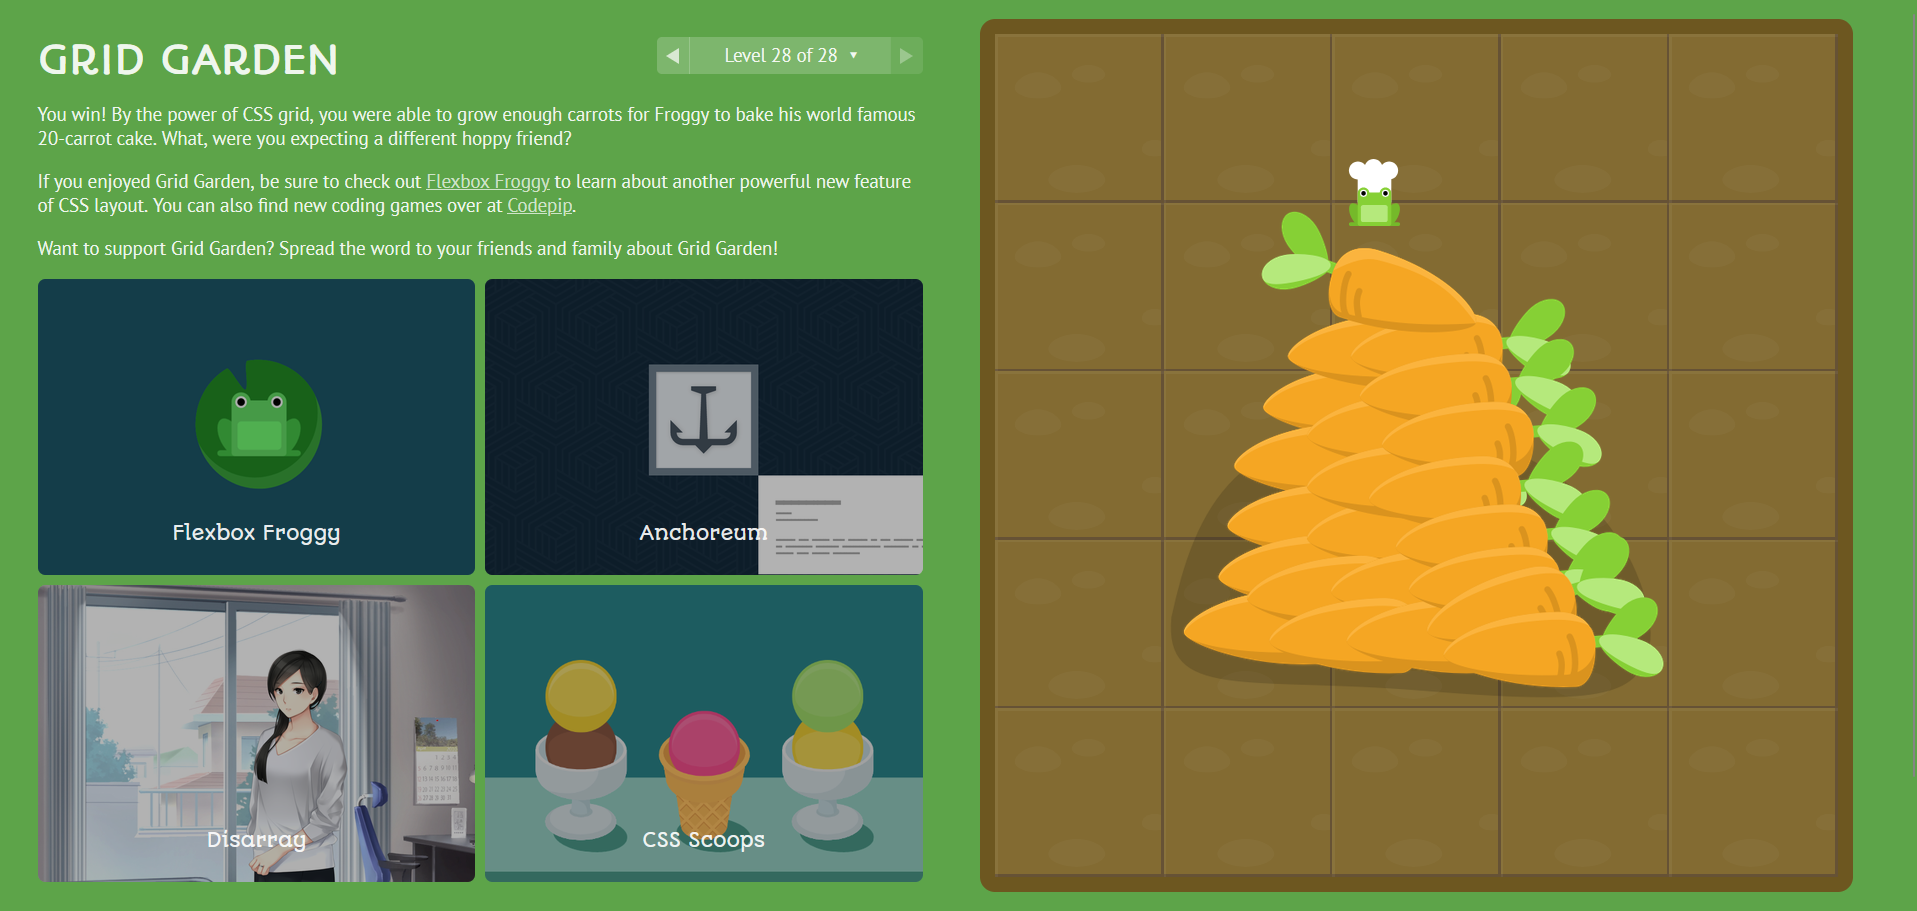 GRID GARDEN
Level 28 of 28
You win! By the power of CSS grid, you were able to grow enough carrots for Froggy to bake his world famous
20-carrot cake. What, were you expecting a different hoppy friend?
If you enjoyed Grid Garden, be sure to check out Flexbox Froggy to learn about another powerful new feature
of CSS layout. You can also find new coding games over at Codepip.
Want to support Grid Garden? Spread the word to your friends and family about Grid Garden!
Flexbox Froggy
Anchoreum
Disarray
CSS Scoops